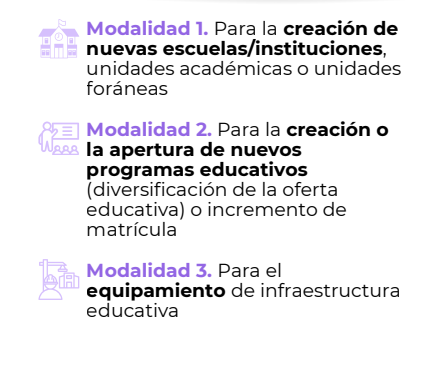 Modalidad 1. Para la creación de
nuevas escuelas/instituciones,
unidades académicas o unidades
foráneas
Modalidad 2. Para la creación o
la apertura de nuevos
programas educativos
(diversificación de la oferta
educativa) o incremento de
matrícula
Modalidad 3. Para el
equipamiento de infraestructura
educativa